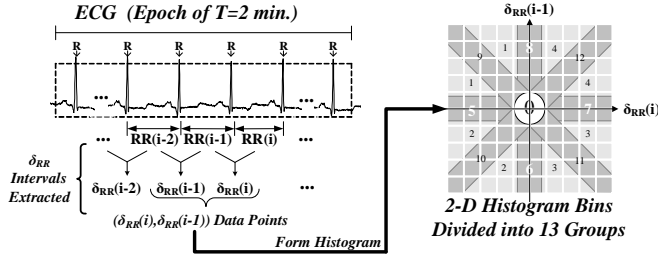 ECG (Epoch of T=2 min.)
R R R R R R
... ...
... RR(i-2) RR(i-1) RR(i) ...
δRR
Intervals
Extracted
δRR(i-2) δRR(i-1) δRR(i) ...
(δRR(i),δRR(i-1)) Data Points
Form Histogram
δRR(i-1)
1 8 4
9 12
1 4
5 0 7 δRR(i)
2 3
10 11
2 6 3
2-D Histogram Bins
Divided into 13 Groups